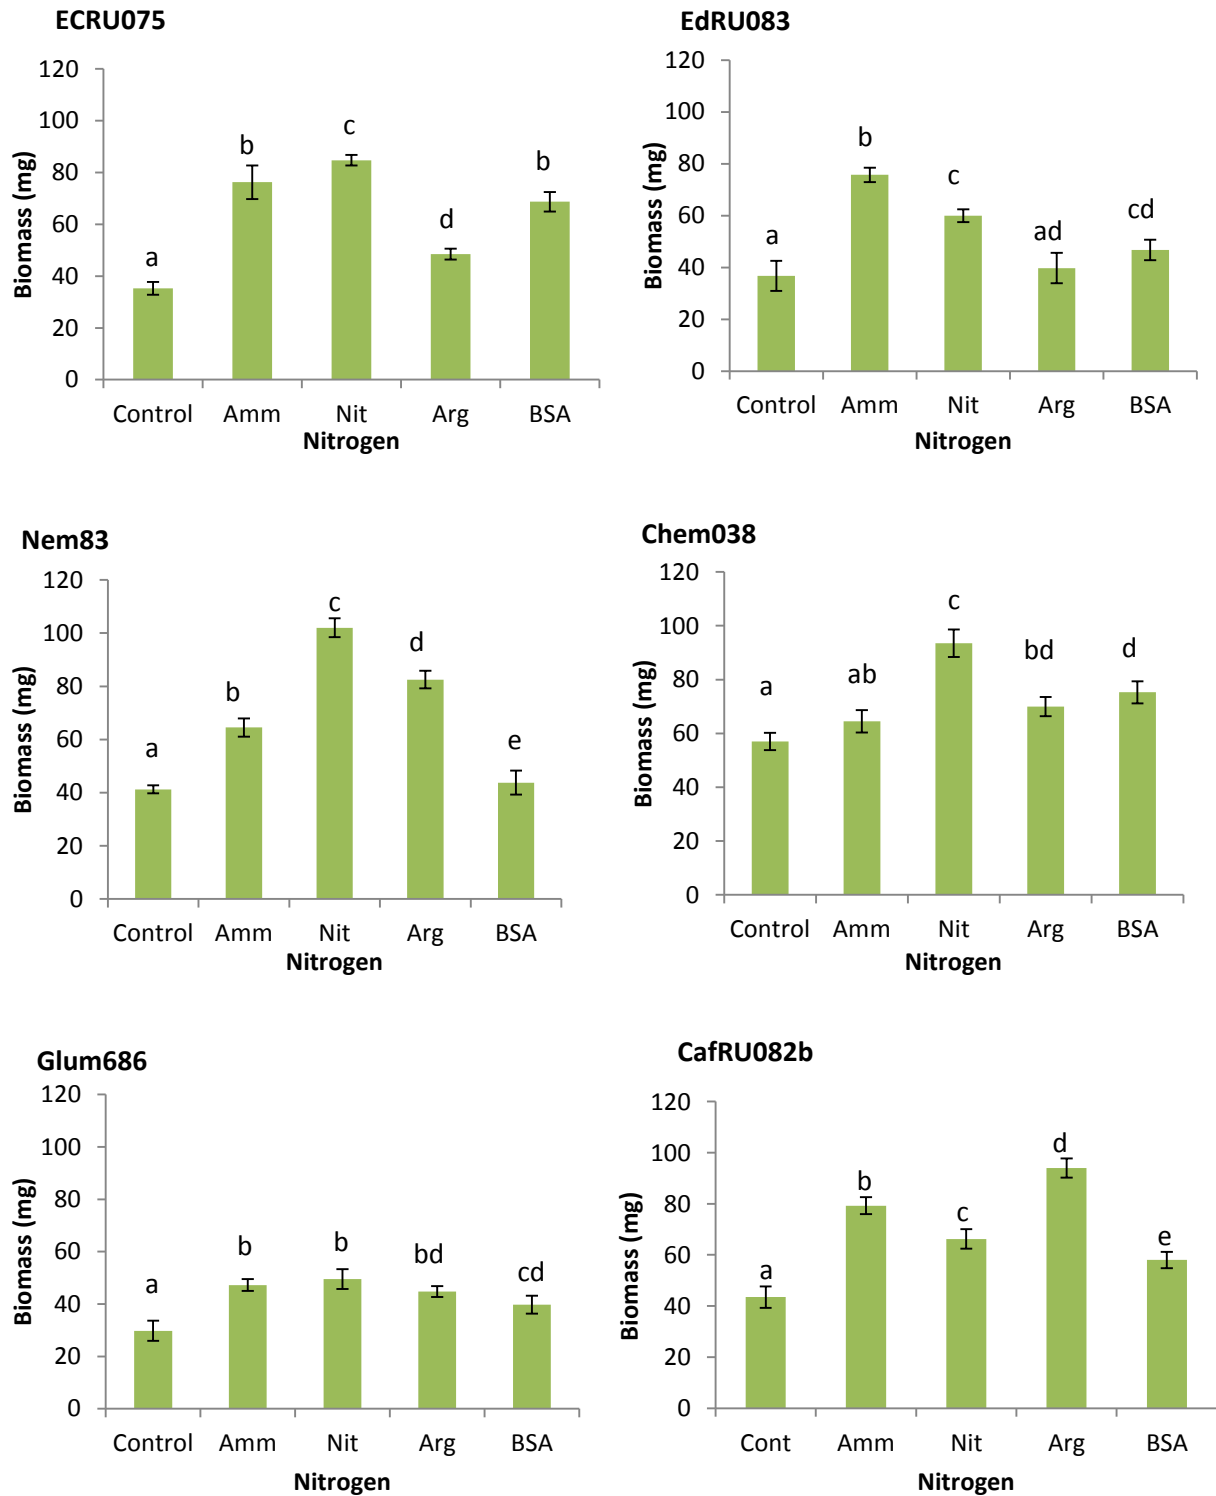 ECRU075
120
100
80
60
40
20
0
Biomass (mg)
a
b
c
d
b
Control Amm Nit Arg BSA
Nitrogen
EdRU083
120
100
80
60
40
20
0
Biomass (mg)
a
b
c
ad
cd
Control Amm Nit Arg BSA
Nitrogen
Nem83
120
100
80
60
40
20
0
Biomass (mg)
a
b
c
d
e
Control Amm Nit Arg BSA
Nitrogen
Chem038
120
100
80
60
40
20
0
Biomass (mg)
a
ab
c
bd
d
Control Amm Nit Arg BSA
Nitrogen
Glum686
120
100
80
60
40
20
0
Biomass (mg)
a
b
b
bd
cd
Control Amm Nit Arg BSA
Nitrogen
CafRU082b
120
100
80
60
40
20
0
Biomass (mg)
a
b
c
d
e
Cont Amm Nit Arg BSA
Nitrogen